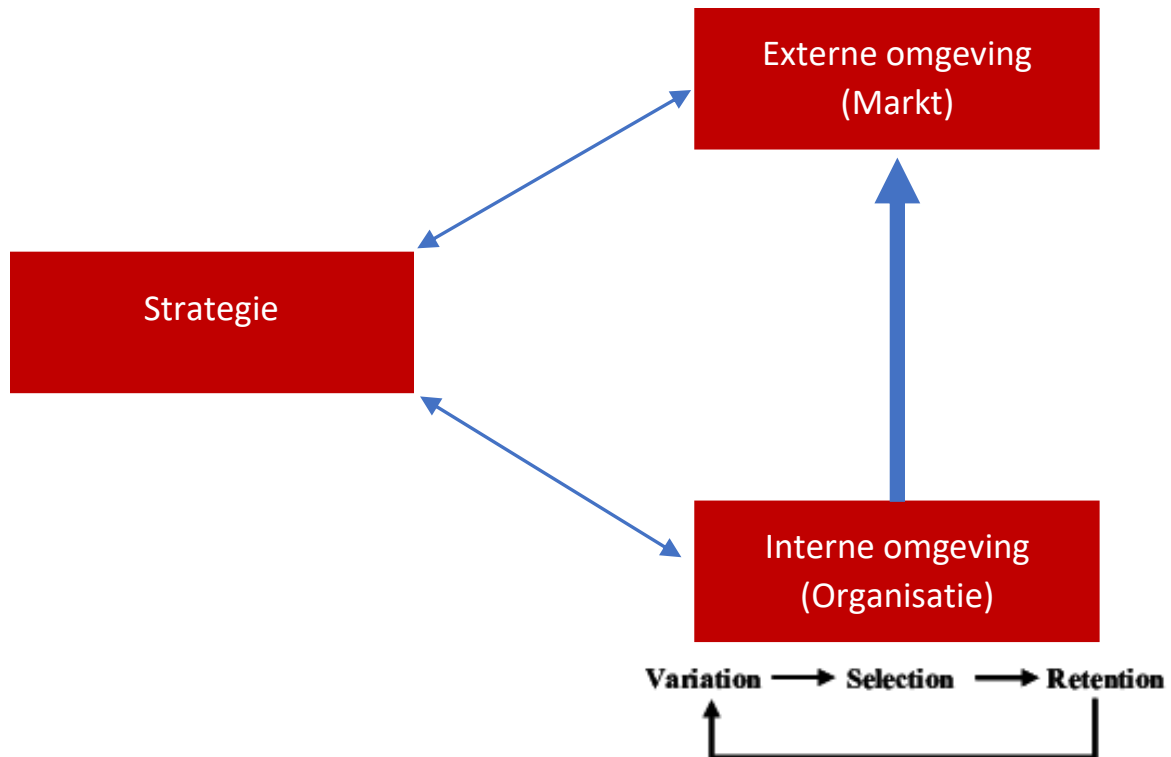 Externe omgeving
(Markt)
Strategie
Interne omgeving
(Organisatie)
Variation Selection Retention